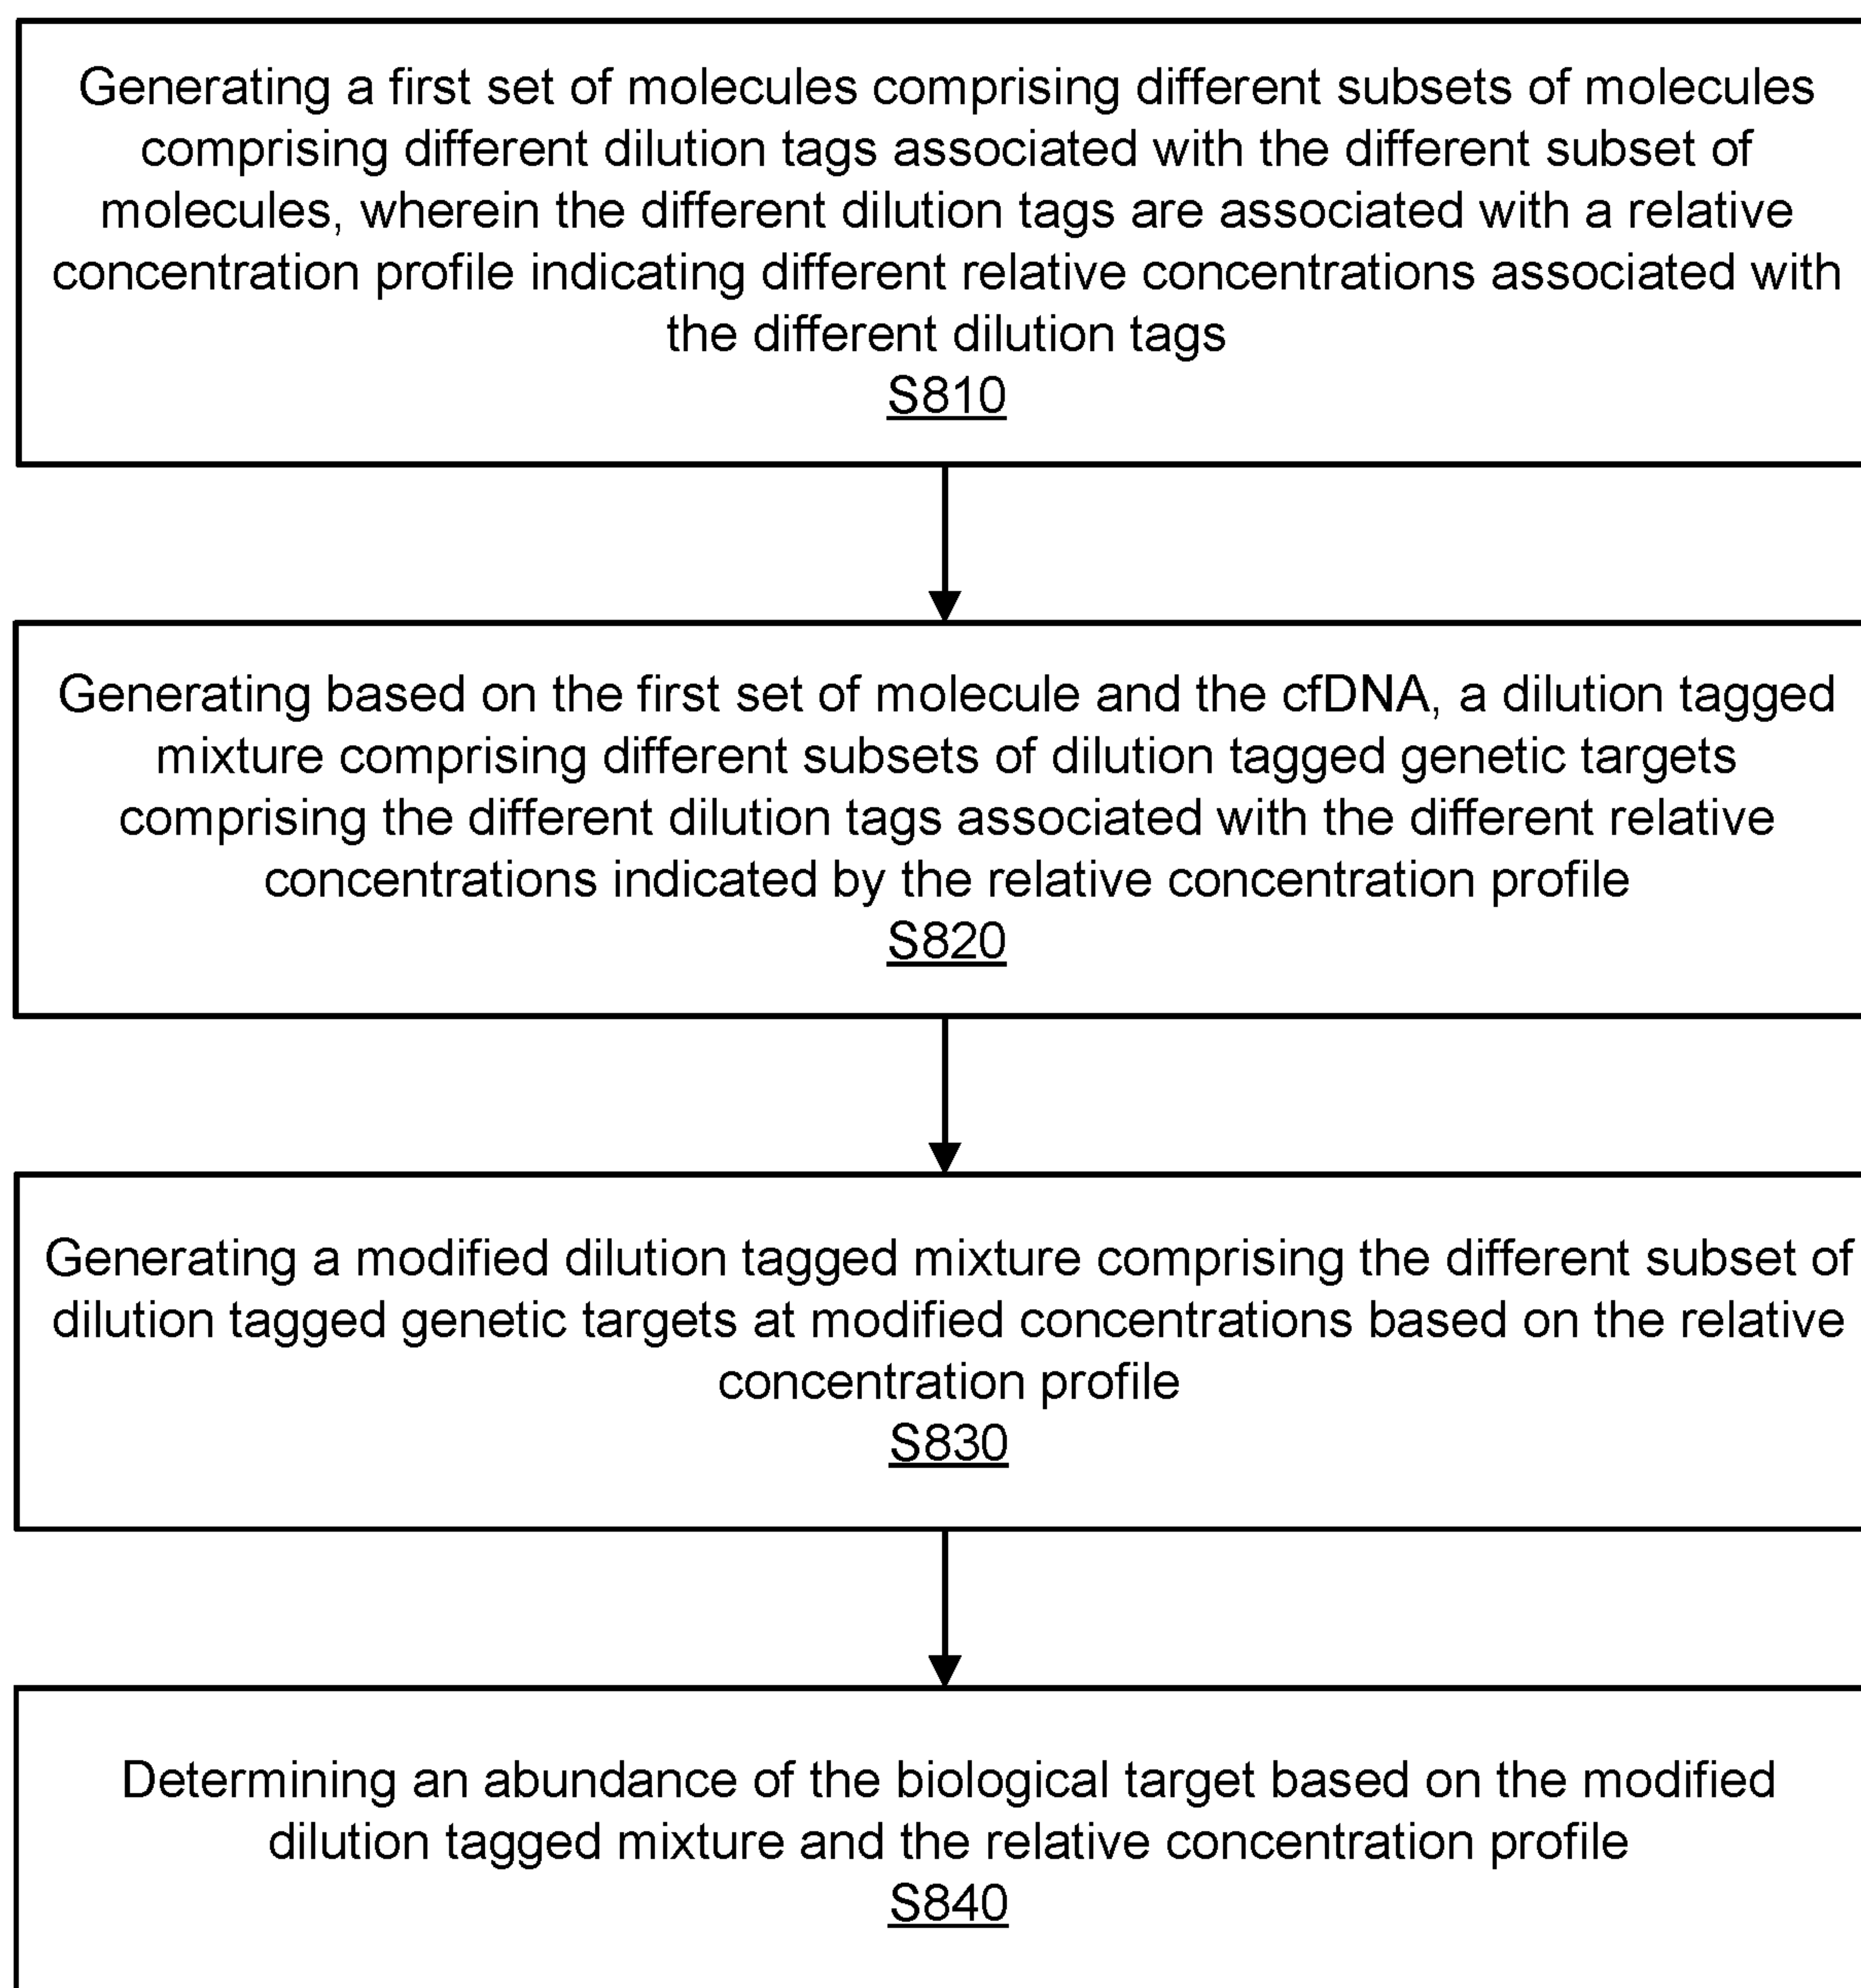 Generating a first set of molecules comprising different subsets of molecules
comprising different dilution tags associated with the different subset of
molecules, wherein the different dilution tags are associated with a relative
concentration profile indicating different relative concentrations associated with
the different dilution tags
S810
Generating based on the first set of molecule and the cfDNA, a dilution tagged
mixture comprising different subsets of dilution tagged genetic targets
comprising the different dilution tags associated with the different relative
concentrations indicated by the relative concentration profile
S820
Generating a modified dilution tagged mixture comprising the different subset of
dilution tagged genetic targets at modified concentrations based on the relative
concentration profile
S830
Determining an abundance of the biological target based on the modified
dilution tagged mixture and the relative concentration profile
S840